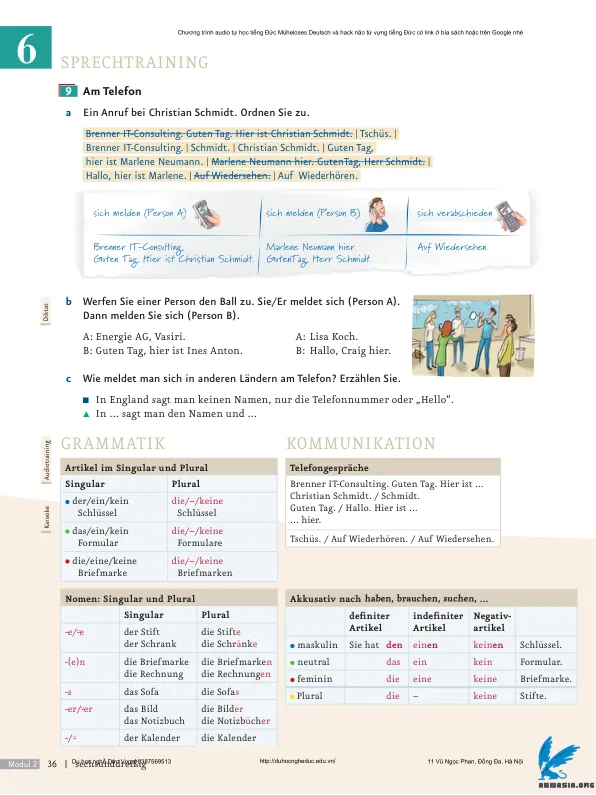 Chương trình audio tự học tiếng Đức Müheloses Deutsch và hack não từ vựng tiếng Đức có link ở bìa sách hoặc trên Google nhé
6
SPRECHTRAINING
9 Am Telefon
a Ein Anruf bei Christian Schmidt. Ordnen Sie zu.
Brenner IT-Consulting. Guten Tag. Hier ist Christian Schmidt. | Tschüs. |
Brenner IT-Consulting. | Schmidt. | Christian Schmidt. | Guten Tag,
hier ist Marlene Neumann. | Marlene Neumann hier. GutenTag, Herr Schmidt. |
Hallo, hier ist Marlene. | Auf Wiedersehen. | Auf Wiederhören.
sich melden (Person A) sich melden (Person B) sich verabschieden
Brenner IT-Consulting. Marlene Neumann hier. Auf Wiedersehen.
Guten Tag. Hier ist Christian Schmidt. GutenTag, Herr Schmidt.
Diktat
b Werfen Sie einer Person den Ball zu. Sie/Er meldet sich (Person A).
Dann melden Sie sich (Person B).
A: Energie AG, Vasiri. A: Lisa Koch.
B: Guten Tag, hier ist Ines Anton. B: Hallo, Craig hier.
c Wie meldet man sich in anderen Ländern am Telefon? Erzählen Sie.
■ In England sagt man keinen Namen, nur die Telefonnummer oder „Hello".
▲ In ... sagt man den Namen und ...
Audiotraining
Karaoke
GRAMMATIK
Artikel im Singular und Plural
Singular Plural
● der/ein/kein die/–/keine
Schlüssel Schlüssel
● das/ein/kein die/–/keine
Formular Formulare
● die/eine/keine die/–/keine
Briefmarke Briefmarken
KOMMUNIKATION
Telefongespräche
Brenner IT-Consulting. Guten Tag. Hier ist ...
Christian Schmidt. / Schmidt.
Guten Tag. / Hallo. Hier ist ...
... hier.
Tschüs. / Auf Wiederhören. / Auf Wiedersehen.
Nomen: Singular und Plural
Singular Plural
-e/⸚e der Stift die Stifte
der Schrank die Schränke
-(e)n die Briefmarke die Briefmarken
die Rechnung die Rechnungen
-s das Sofa die Sofas
-er/⸚er das Bild die Bilder
das Notizbuch die Notizbücher
-/⸚ der Kalender die Kalender
Akkusativ nach haben, brauchen, suchen, ...
definiter indefiniter Negativ-
Artikel Artikel artikel
● maskulin Sie hat den einen keinen Schlüssel.
● neutral das ein kein Formular.
● feminin die eine keine Briefmarke.
● Plural die – keine Stifte.
Modul 2 36 | sechsunddreißig
http://duhocngheduc.edu.vn/
11 Vũ Ngọc Phan, Đống Đa, Hà Nội
ABMASIA.ORG